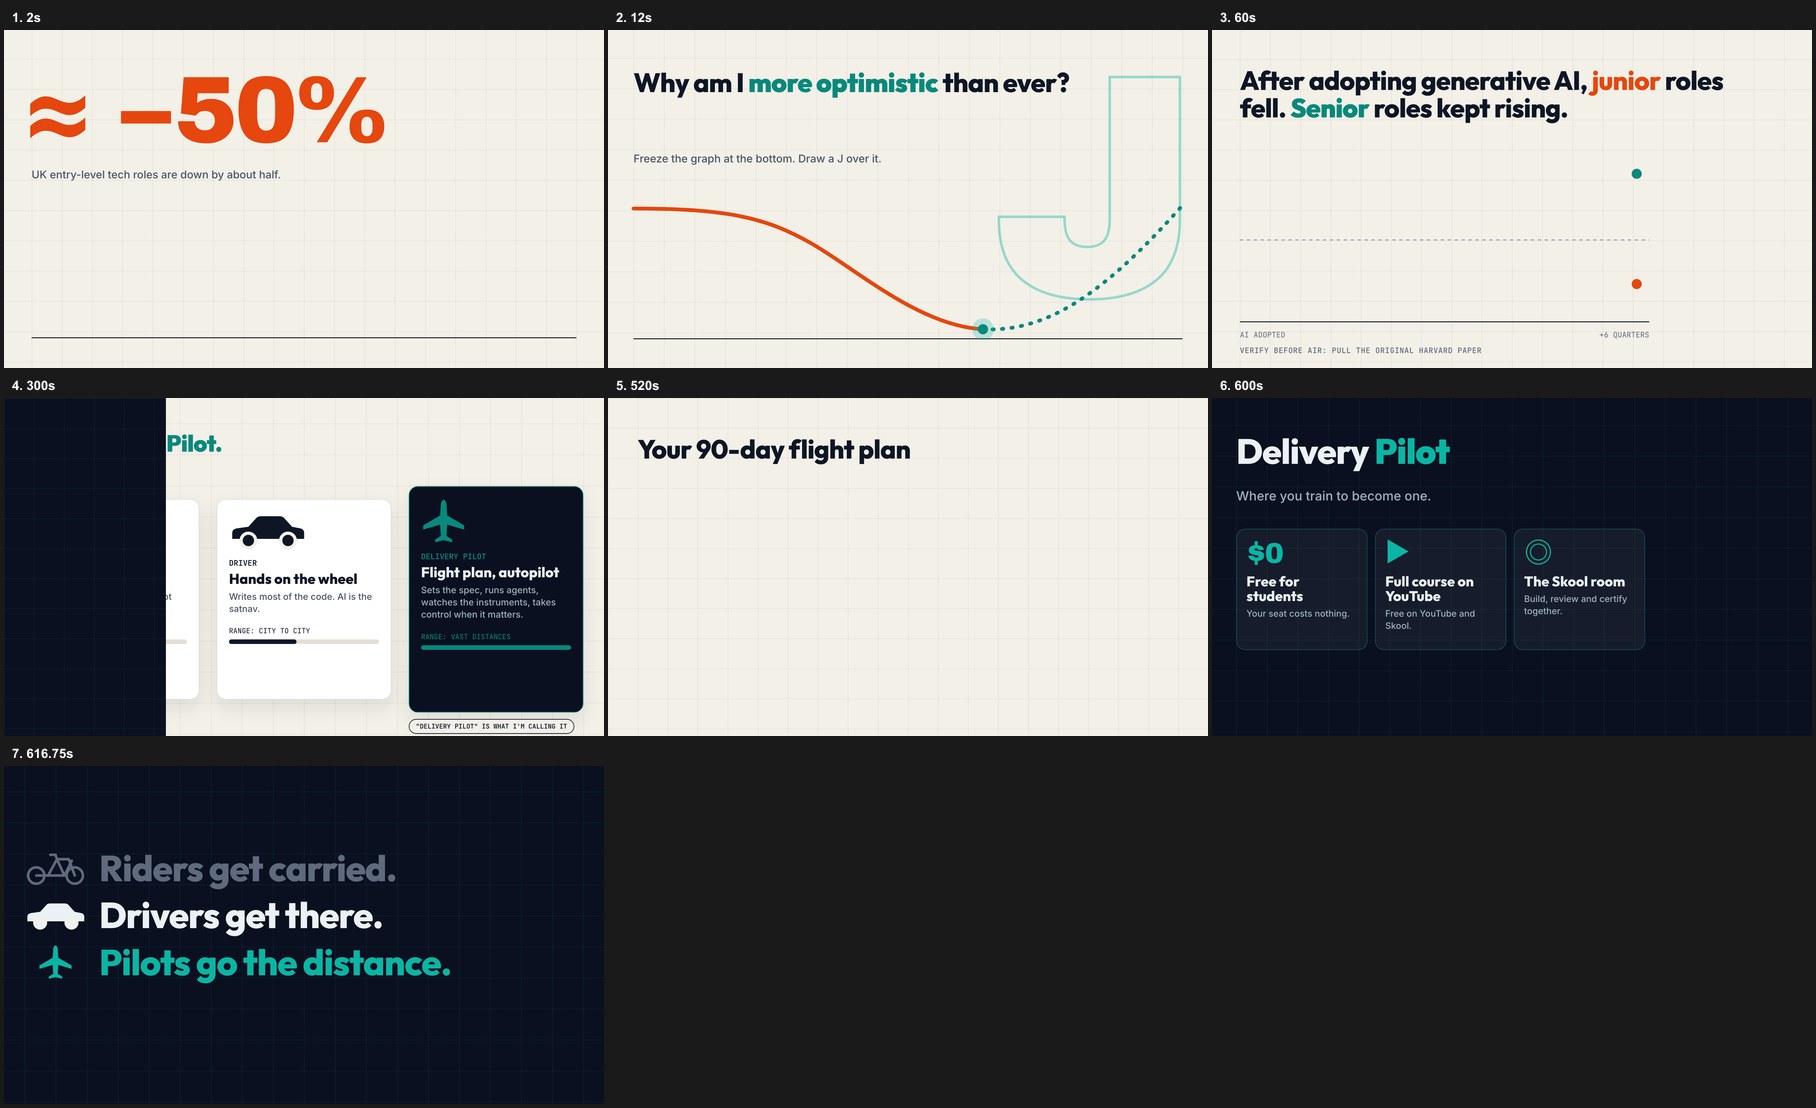 1. 2s
≈ –50%
UK entry-level tech roles are down by about half.
2. 12s
Why am I more optimistic than ever?
Freeze the graph at the bottom. Draw a J over it.
J
3. 60s
After adopting generative AI, junior roles
fell. Senior roles kept rising.
AI ADOPTED
+6 QUARTERS
VERIFY BEFORE AIR: PULL THE ORIGINAL HARVARD PAPER
4. 300s
Pilot.
DRIVER
Hands on the wheel
Writes most of the code. AI is the
satnav.
RANGE: CITY TO CITY
DELIVERY PILOT
Flight plan, autopilot
Sets the spec, runs agents,
watches the instruments, takes
control when it matters.
RANGE: VAST DISTANCES
"DELIVERY PILOT" IS WHAT I'M CALLING IT
5. 520s
Your 90-day flight plan
6. 600s
Delivery Pilot
Where you train to become one.
$0
Free for
students
Your seat costs nothing.
Full course on
YouTube
Free on YouTube and
Skool.
The Skool room
Build, review and certify
together.
7. 616.75s
Riders get carried.
Drivers get there.
Pilots go the distance.